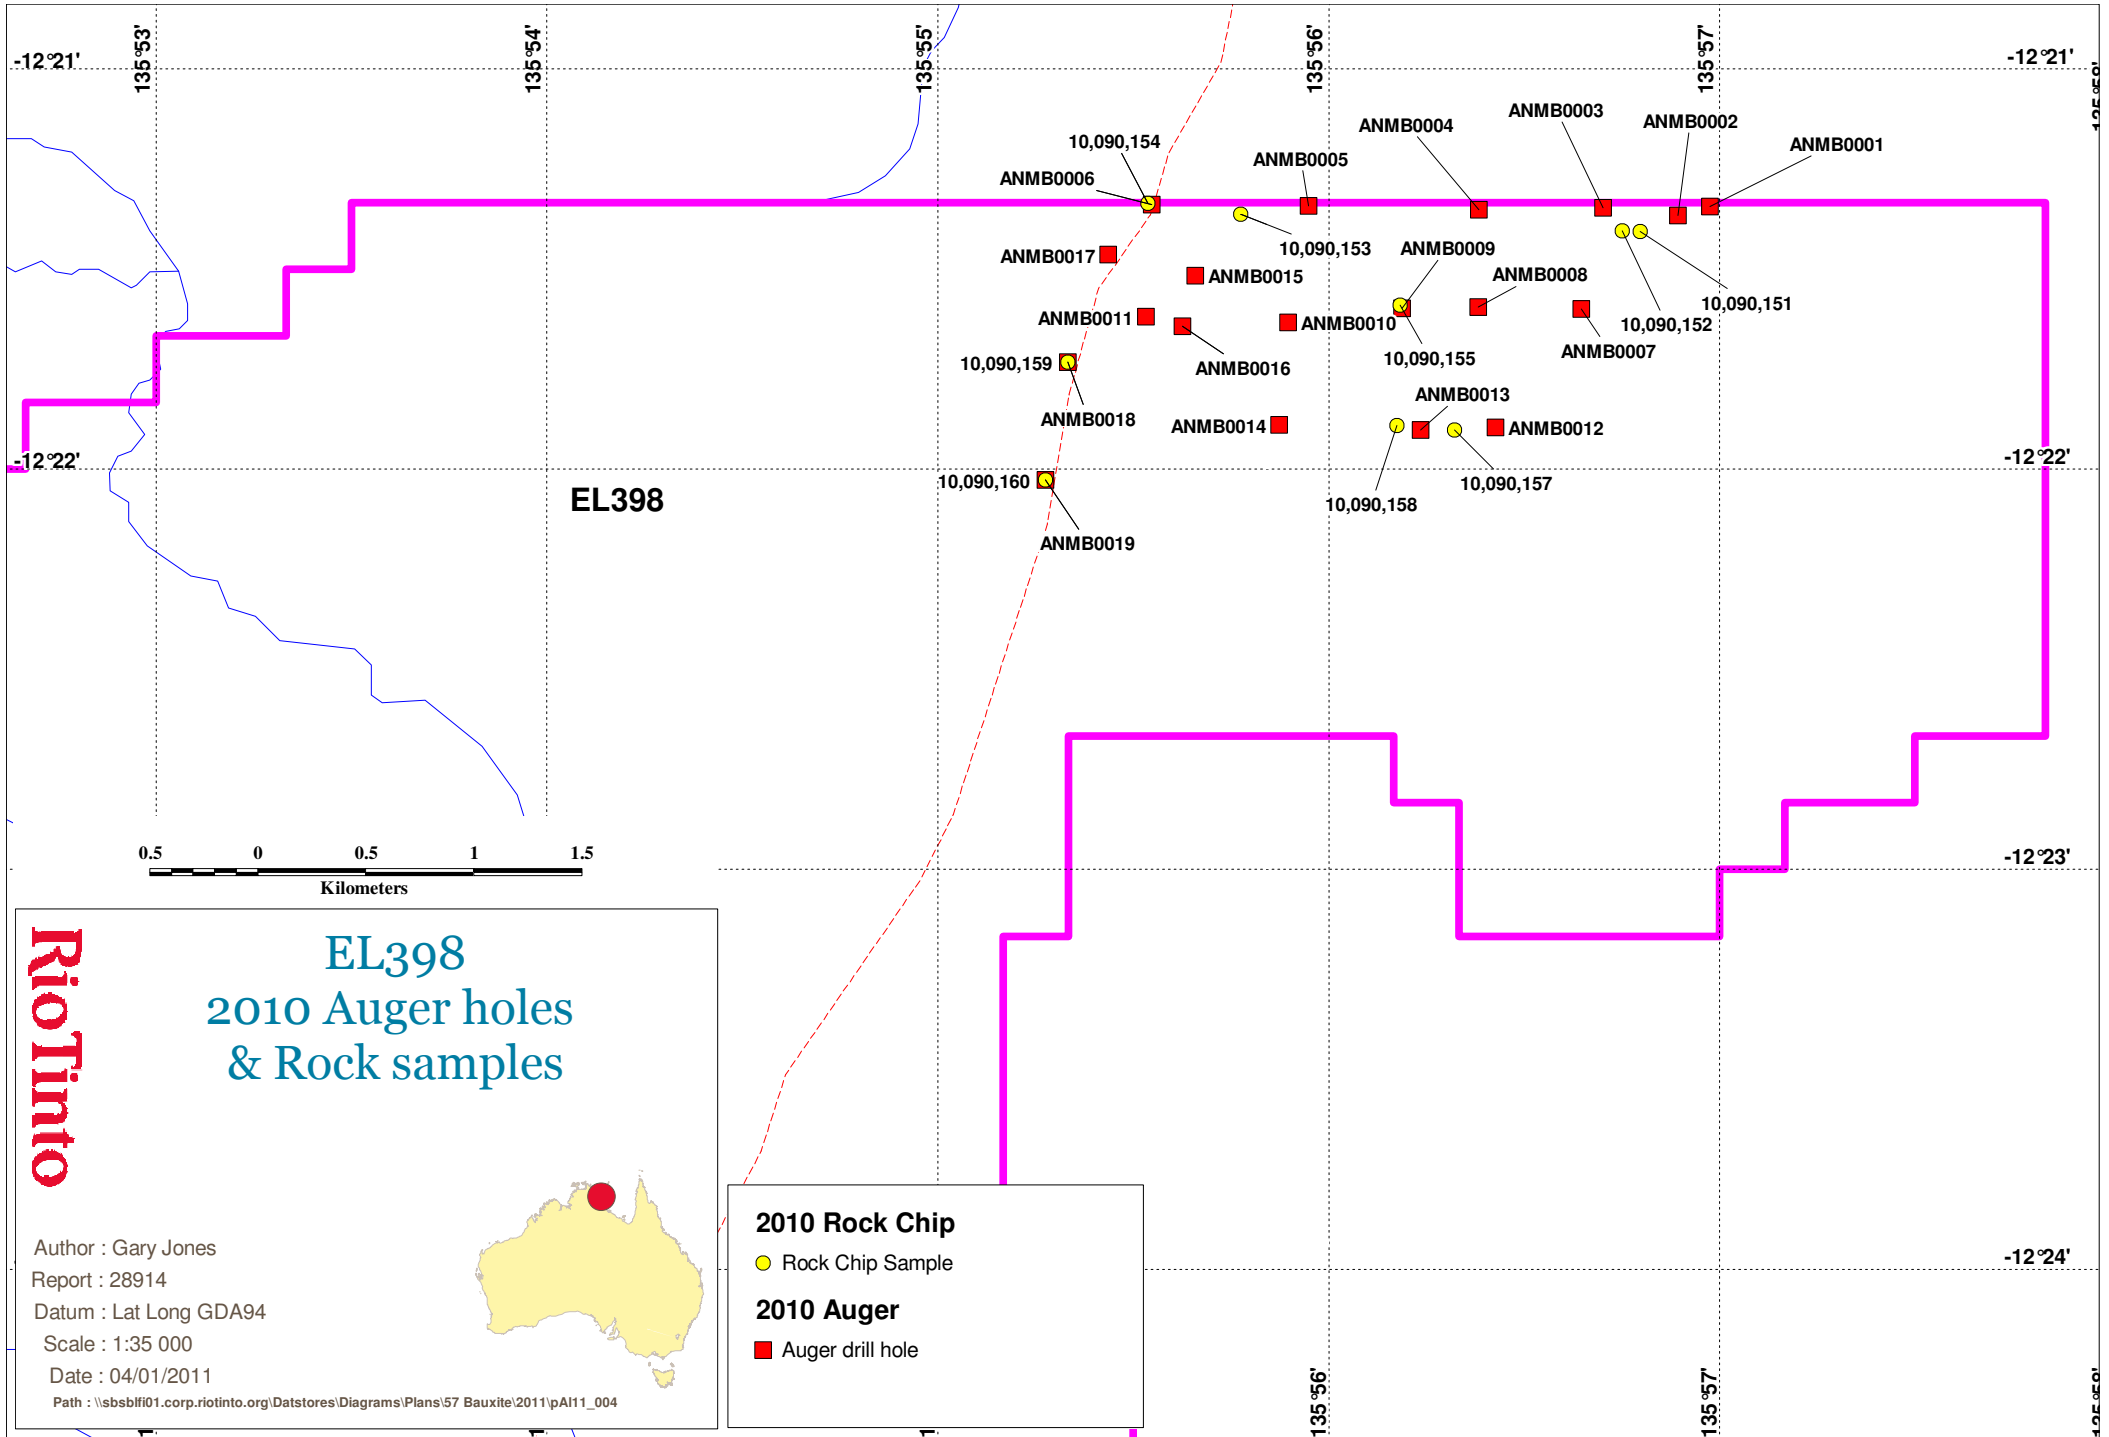 135°53'
135°54'
135°55'
135°56'
135°57'
135°58'
-12°21'
-12°21'
ANMB0003
ANMB0002
ANMB0004
ANMB0001
10,090,154
ANMB0005
ANMB0006
10,090,153
ANMB0009
ANMB0017
ANMB0015
ANMB0008
10,090,151
ANMB0011
ANMB0010
10,090,152
10,090,155
ANMB0007
10,090,159
ANMB0016
ANMB0013
ANMB0018
ANMB0014
ANMB0012
-12°22'
-12°22'
10,090,160
10,090,157
EL398
10,090,158
ANMB0019
0.5 0 0.5 1 1.5
Kilometers
-12°23'
RioTinto
EL398
2010 Auger holes
& Rock samples
Author : Gary Jones
Report : 28914
Datum : Lat Long GDA94
Scale : 1:35 000
Date : 04/01/2011
Path : \\sbsblfi01.corp.riotinto.org\Datstores\Diagrams\Plans\57 Bauxite\2011\pAl11_004
2010 Rock Chip
Rock Chip Sample
2010 Auger
Auger drill hole
-12°24'
135°56'
135°57'
135°58'